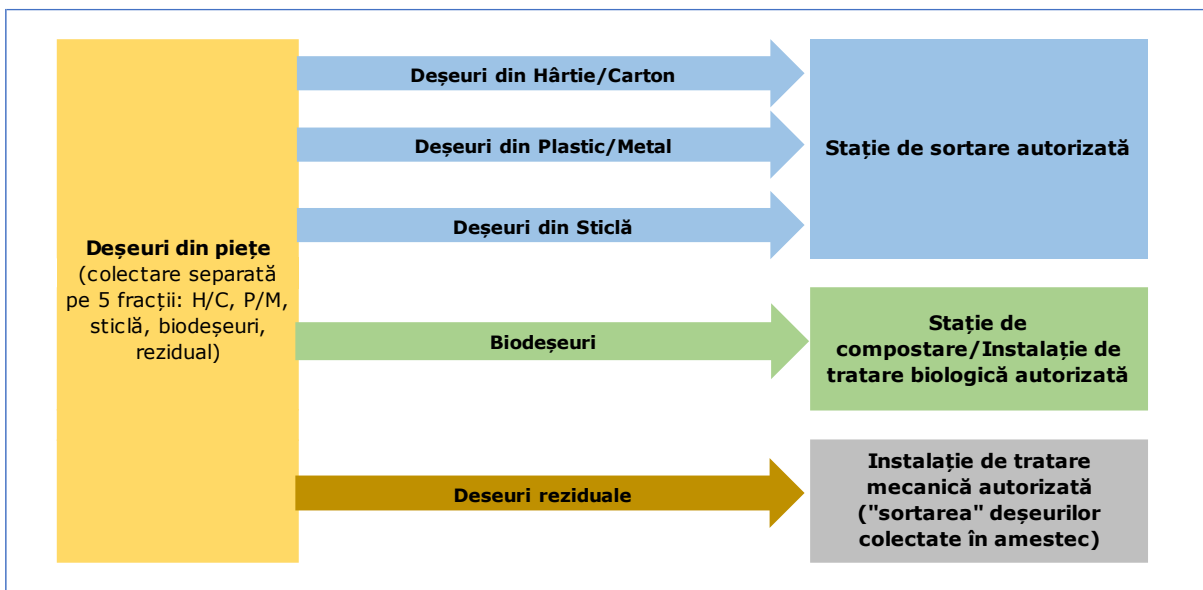 Deșeuri din piețe
(colectare separată
pe 5 fracții: H/C, P/M,
sticlă, biodeșeuri,
rezidual)
Deșeuri din Hârtie/Carton
Deșeuri din Plastic/Metal
Deșeuri din Sticlă
Stație de sortare autorizată
Biodeșeuri
Stație de
compostare/Instalație de
tratare biologică autorizată
Deseuri reziduale
Instalație de tratare
mecanică autorizată
("sortarea" deșeurilor
colectate în amestec)